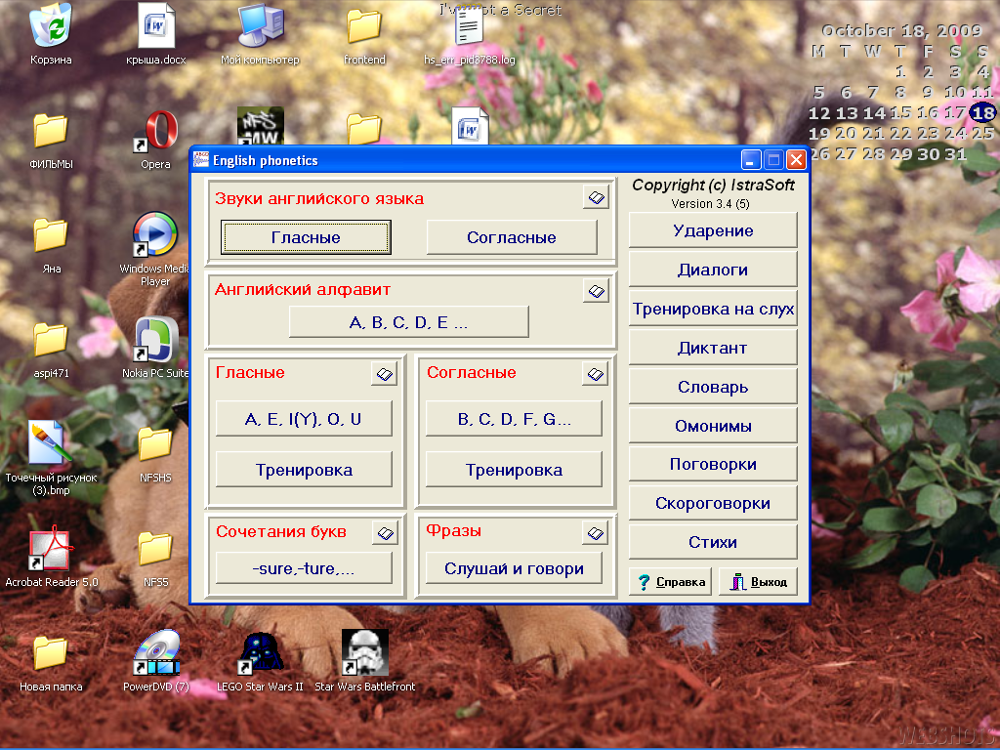 I'm not a Secret
October 18, 2009
M T W T F S S
1 2 3 4
5 6 7 8 9 10 11
12 13 14 15 16 17 18
19 20 21 22 23 24 25
26 27 28 29 30 31
Корзина
крыша.docx
Мой компьютер
frontend
hs_err_pid3788.log
ФИЛЬМЫ
Opera
NFS
MW
Яна
Windows Media
Player
aspi471
Nokia PC Suite
Точечный рисунок
(3).bmp
NFSHS
Acrobat Reader 5.0
NFS5
Новая папка
PowerDVD (7)
LEGO Star Wars II
Star Wars Battlefront
English phonetics
Звуки английского языка
Гласные
Согласные
Английский алфавит
A, B, C, D, E ...
Гласные
A, E, I(Y), O, U
Тренировка
Согласные
B, C, D, F, G...
Тренировка
Сочетания букв
-sure,-ture,...
Фразы
Слушай и говори
Copyright (c) IstraSoft
Version 3.4 (5)
Ударение
Диалоги
Тренировка на слух
Диктант
Словарь
Омонимы
Поговорки
Скороговорки
Стихи
Справка
Выход
WEBSHOTS